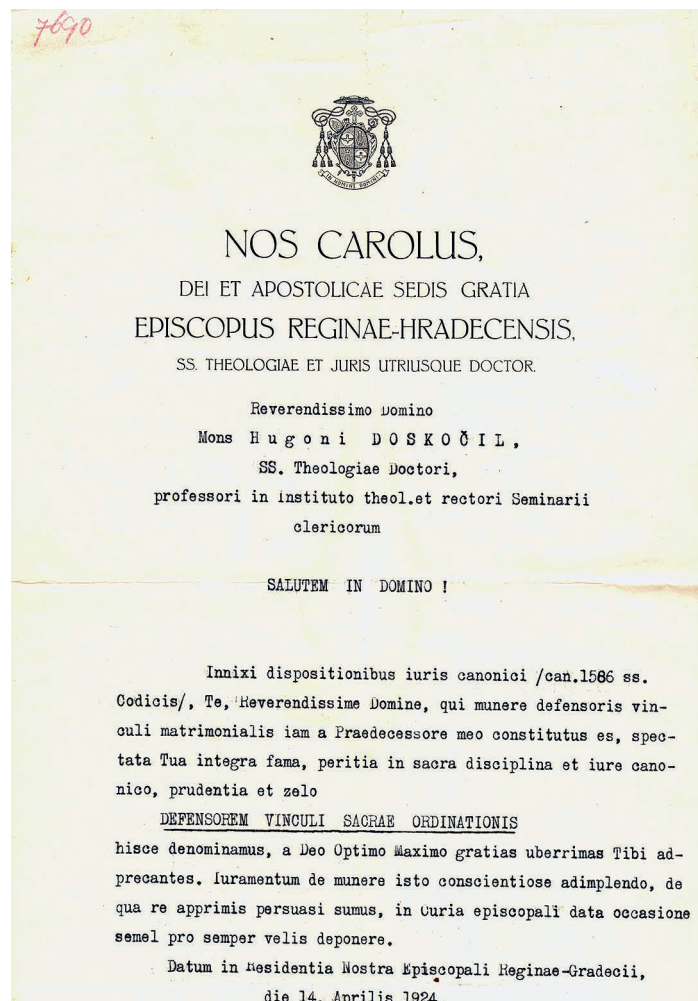 7690
IN NOMINE DOMINI
NOS CAROLUS,
DEI ET APOSTOLICAE SEDIS GRATIA
EPISCOPUS REGINAE-HRADECENSIS,
SS. THEOLOGIAE ET JURIS UTRIUSQUE DOCTOR.
Reverendissimo Domino
Mons H u g o n i D O S K O Č I L ,
SS. Theologiae Doctori,
professori in Instituto theol.et rectori Seminarii
clericorum
SALUTEM IN DOMINO !
Innixi dispositionibus iuris canonici /can.1586 ss.
Codicis/, Te, Reverendissime Domine, qui munere defensoris vin-
culi matrimonialis iam a Praedecessore meo constitutus es, spec-
tata Tua integra fama, peritia in sacra disciplina et iure cano-
nico, prudentia et zelo
DEFENSOREM VINCULI SACRAE ORDINATIONIS
hisce denominamus, a Deo Optimo Maximo gratias uberrimas Tibi ad-
precantes. Iuramentum de munere isto conscientiose adimplendo, de
qua re apprimis persuasi sumus, in Curia episcopali data occasione
semel pro semper velis deponere.
Datum in Residentia Nostra Episcopali Reginae-Gradecii,
die 14. Aprilis 1924